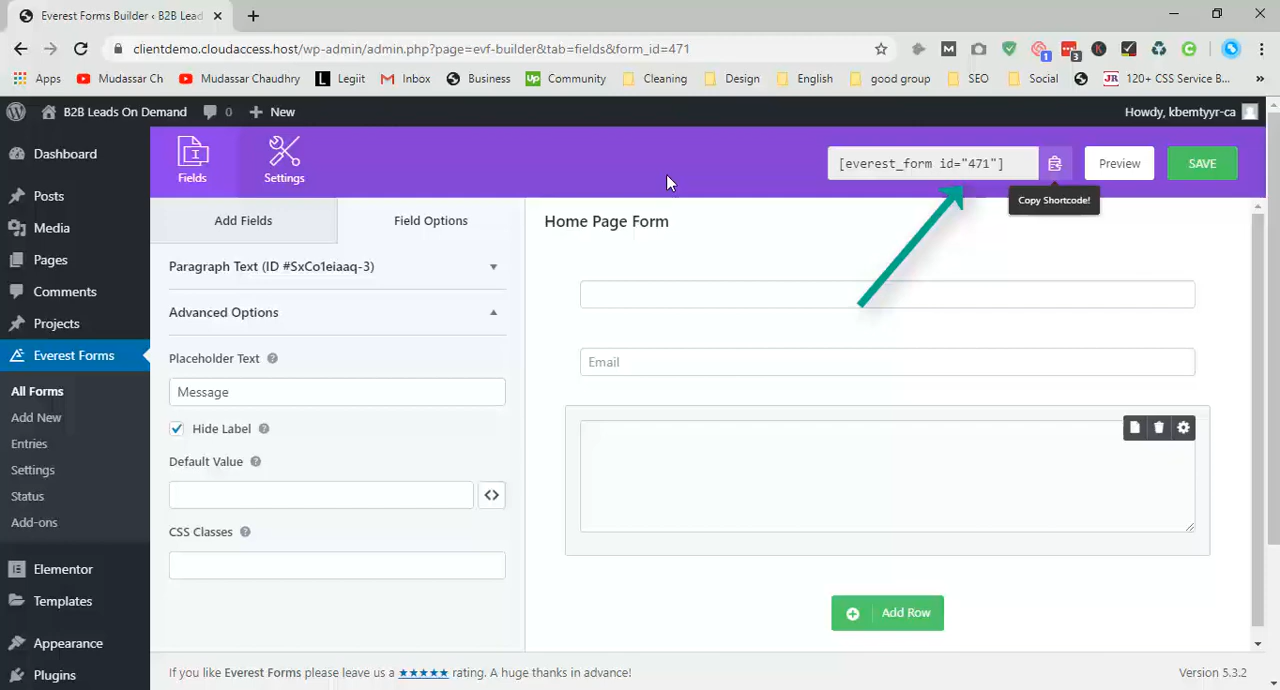 Everest Forms Builder ‹ B2B Lead
clientdemo.cloudaccess.host/wp-admin/admin.php?page=evf-builder&tab=fields&form_id=471
1
3
Apps
Mudassar Ch
Mudassar Chaudhry
Legiit
Inbox
Business
Community
Cleaning
Design
English
good group
SEO
Social
120+ CSS Service B...
B2B Leads On Demand
0
New
Howdy, kbemtyyr-ca
Dashboard
Posts
Media
Pages
Comments
Projects
Everest Forms
All Forms
Add New
Entries
Settings
Status
Add-ons
Elementor
Templates
Appearance
Plugins
Fields
Settings
[everest_form id="471"]
Preview
SAVE
Copy Shortcode!
Add Fields
Field Options
Paragraph Text (ID #SxCo1eiaaq-3)
Advanced Options
Placeholder Text
Message
Hide Label
Default Value
CSS Classes
Home Page Form
Email
Add Row
If you like Everest Forms please leave us a ★★★★★ rating. A huge thanks in advance!
Version 5.3.2